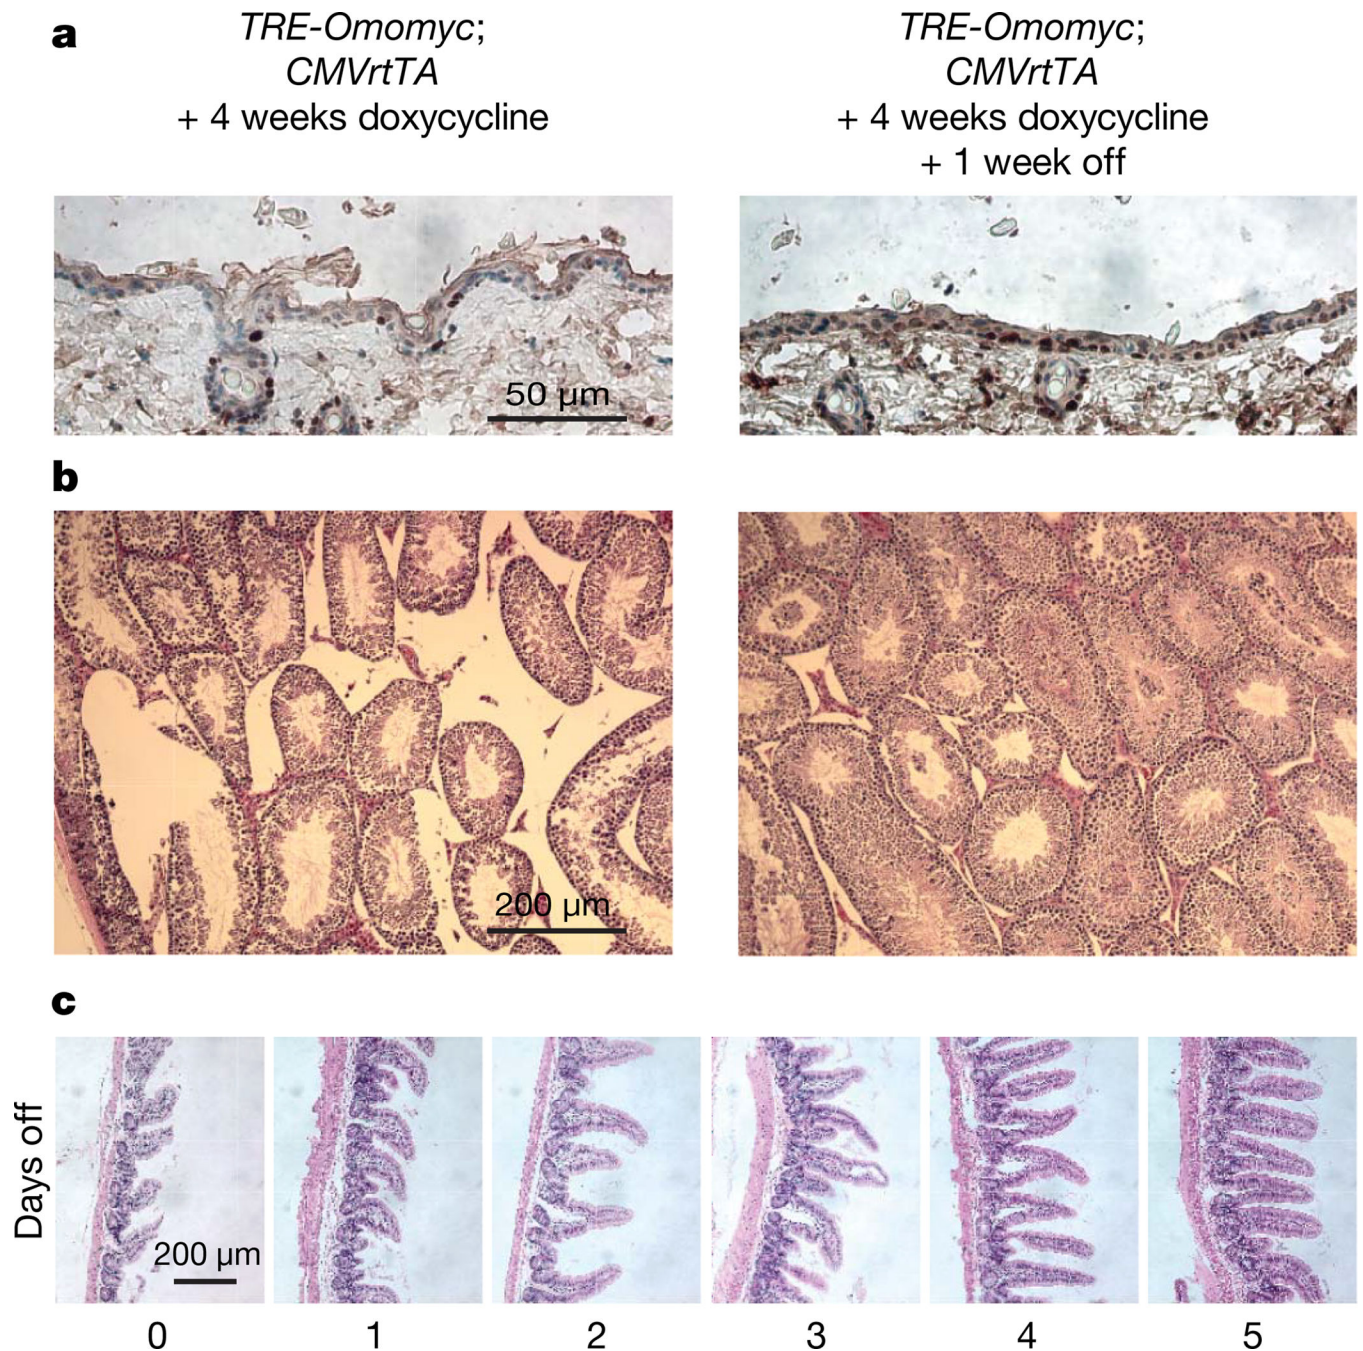 a
TRE-Omomyc;
CMVrtTA
+ 4 weeks doxycycline
TRE-Omomyc;
CMVrtTA
+ 4 weeks doxycycline
+ 1 week off
50 µm
b
200 µm
c
Days off
200 µm
0 1 2 3 4 5